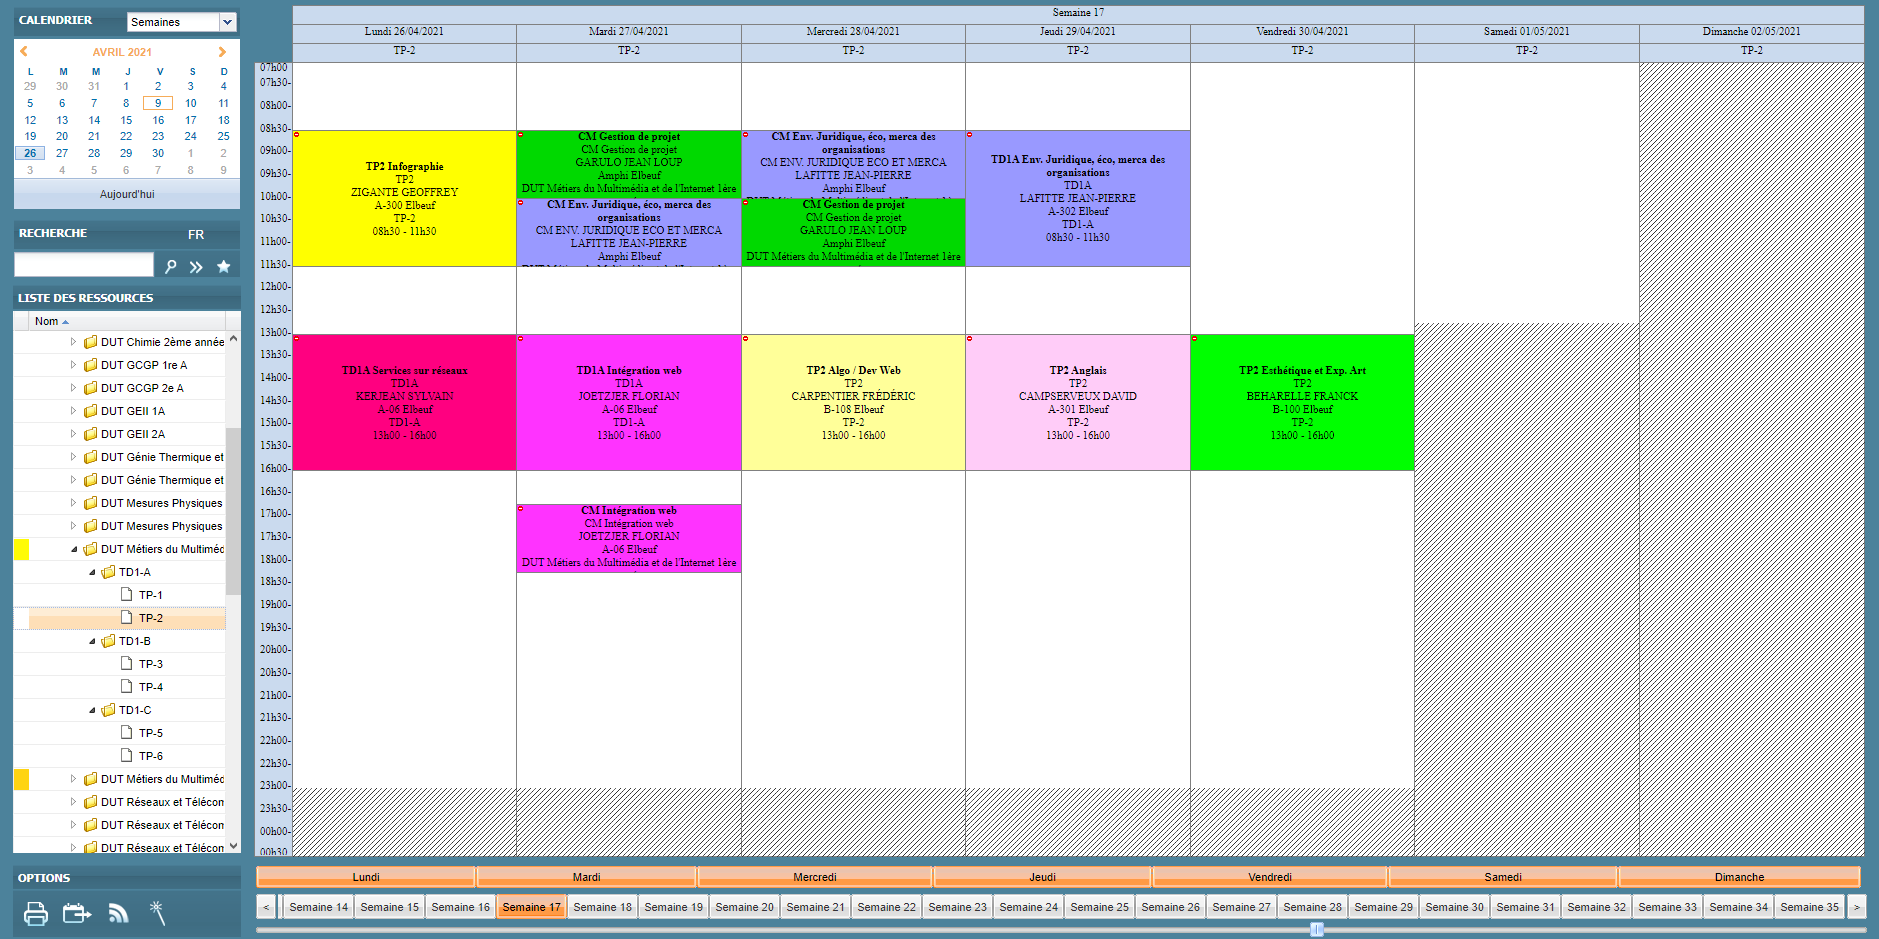 CALENDRIER
Semaines
AVRIL 2021
L M M J V S D
29 30 31 1 2 3 4
5 6 7 8 9 10 11
12 13 14 15 16 17 18
19 20 21 22 23 24 25
26 27 28 29 30 1 2
3 4 5 6 7 8 9
Aujourd'hui
RECHERCHE FR
LISTE DES RESSOURCES
Nom
DUT Chimie 2ème année
DUT GCGP 1re A
DUT GCGP 2e A
DUT GEII 1A
DUT GEII 2A
DUT Génie Thermique et
DUT Génie Thermique et
DUT Mesures Physiques
DUT Mesures Physiques
DUT Métiers du Multiméd
TD1-A
TP-1
TP-2
TD1-B
TP-3
TP-4
TD1-C
TP-5
TP-6
DUT Métiers du Multiméd
DUT Réseaux et Télécom
DUT Réseaux et Télécom
DUT Réseaux et Télécom
OPTIONS
Semaine 17
Lundi 26/04/2021 Mardi 27/04/2021 Mercredi 28/04/2021 Jeudi 29/04/2021 Vendredi 30/04/2021 Samedi 01/05/2021 Dimanche 02/05/2021
TP-2 TP-2 TP-2 TP-2 TP-2 TP-2 TP-2
07h00
07h30-
08h00-
08h30-
09h00-
09h30-
10h00-
10h30-
11h00-
11h30-
12h00-
12h30-
13h00-
13h30-
14h00-
14h30-
15h00-
15h30-
16h00-
16h30-
17h00-
17h30-
18h00-
18h30-
19h00-
19h30-
20h00-
20h30-
21h00-
21h30-
22h00-
22h30-
23h00-
23h30-
00h00-
00h30
TP2 Infographie
TP2
ZIGANTE GEOFFREY
A-300 Elbeuf
TP-2
08h30 - 11h30
TD1A Services sur réseaux
TD1A
KERJEAN SYLVAIN
A-06 Elbeuf
TD1-A
13h00 - 16h00
CM Gestion de projet
CM Gestion de projet
GARULO JEAN LOUP
Amphi Elbeuf
DUT Métiers du Multimédia et de l'Internet 1ère
CM Env. Juridique, éco, merca des
organisations
CM ENV. JURIDIQUE ECO ET MERCA
LAFITTE JEAN-PIERRE
Amphi Elbeuf
TD1A Intégration web
TD1A
JOETZJER FLORIAN
A-06 Elbeuf
TD1-A
13h00 - 16h00
CM Intégration web
CM Intégration web
JOETZJER FLORIAN
A-06 Elbeuf
DUT Métiers du Multimédia et de l'Internet 1ère
CM Env. Juridique, éco, merca des
organisations
CM ENV. JURIDIQUE ECO ET MERCA
LAFITTE JEAN-PIERRE
Amphi Elbeuf
CM Gestion de projet
CM Gestion de projet
GARULO JEAN LOUP
Amphi Elbeuf
DUT Métiers du Multimédia et de l'Internet 1ère
TP2 Algo / Dev Web
TP2
CARPENTIER FRÉDÉRIC
B-108 Elbeuf
TP-2
13h00 - 16h00
TD1A Env. Juridique, éco, merca des
organisations
TD1A
LAFITTE JEAN-PIERRE
A-302 Elbeuf
TD1-A
08h30 - 11h30
TP2 Anglais
TP2
CAMPSERVEUX DAVID
A-301 Elbeuf
TP-2
13h00 - 16h00
TP2 Esthétique et Exp. Art
TP2
BEHARELLE FRANCK
B-100 Elbeuf
TP-2
13h00 - 16h00
Lundi Mardi Mercredi Jeudi Vendredi Samedi Dimanche
< Semaine 14 Semaine 15 Semaine 16 Semaine 17 Semaine 18 Semaine 19 Semaine 20 Semaine 21 Semaine 22 Semaine 23 Semaine 24 Semaine 25 Semaine 26 Semaine 27 Semaine 28 Semaine 29 Semaine 30 Semaine 31 Semaine 32 Semaine 33 Semaine 34 Semaine 35 >